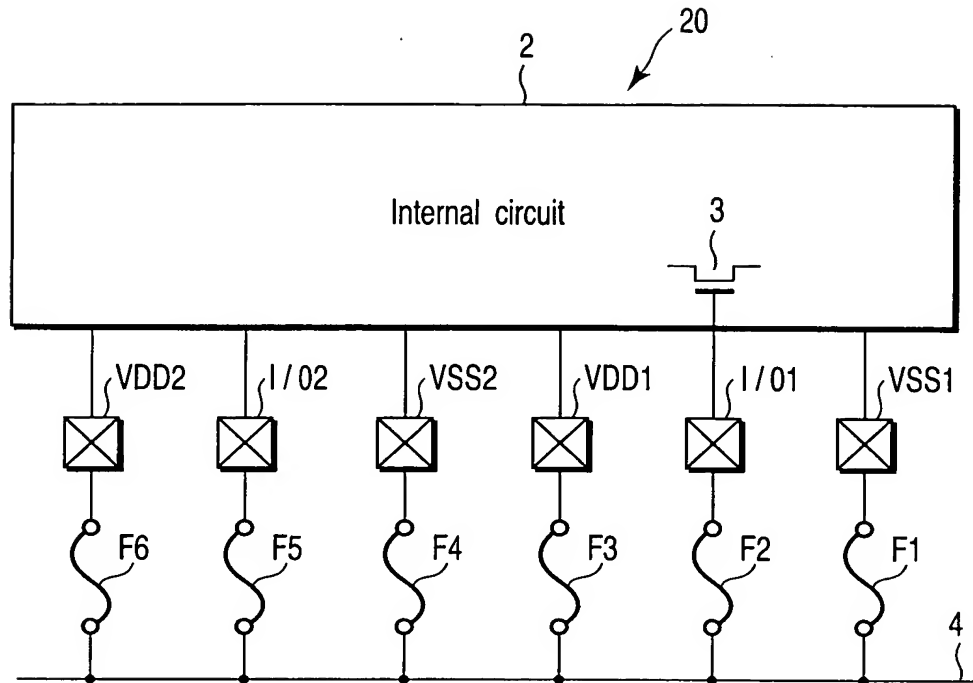 20
2
Internal circuit
3
VDD2 I/02 VSS2 VDD1 I/01 VSS1
F6 F5 F4 F3 F2 F1
4